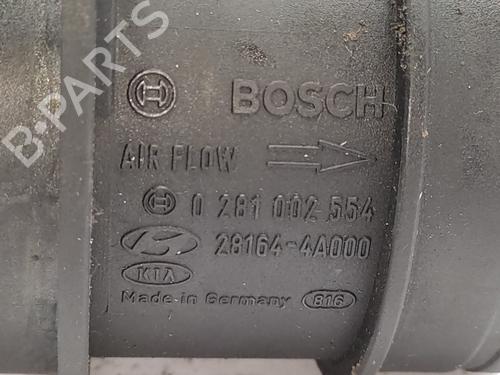 BOSCH
AIR FLOW
0 281 002 554
28164-4A000
KIA
Made in Germany 816
B-PARTS